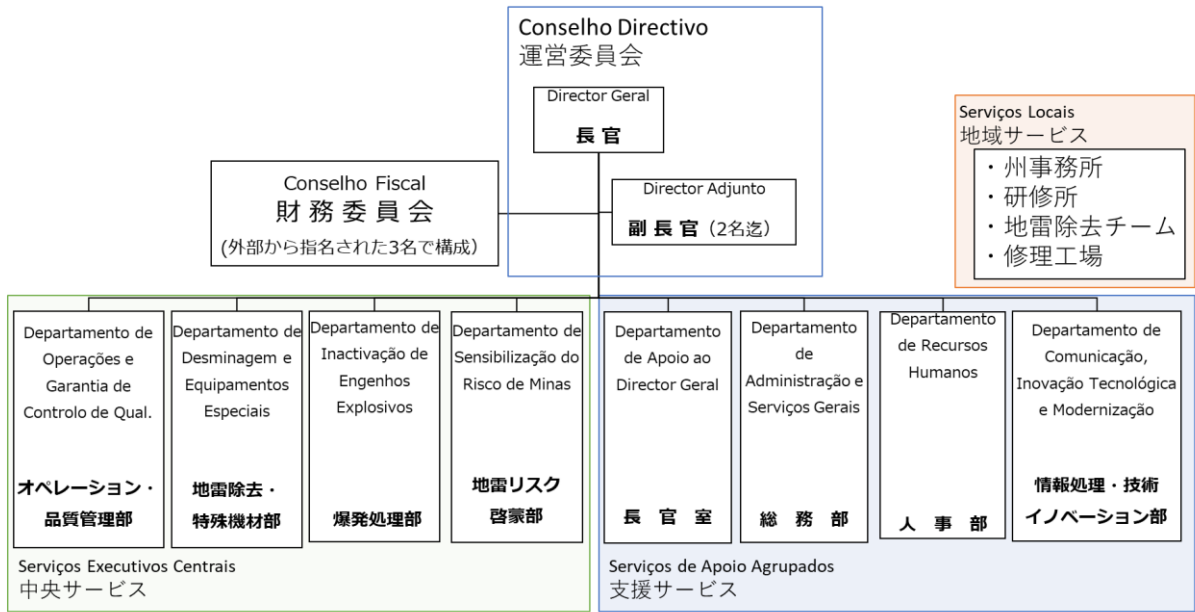 Conselho Directivo
運営委員会
Director Geral
長 官
Conselho Fiscal
財 務 委 員 会
(外部から指名された3名で構成)
Director Adjunto
副 長 官（2名迄）
Serviços Locais
地域サービス
・州事務所
・研修所
・地雷除去チーム
・修理工場
Departamento de
Operações e
Garantia de
Controlo de Qual.
オペレーション・
品質管理部
Departamento de
Desminagem e
Equipamentos
Especiais
地雷除去・
特殊機材部
Departamento de
Inactivação de
Engenhos
Explosivos
爆発処理部
Departamento de
Sensibilização do
Risco de Minas
地雷リスク
啓蒙部
Serviços Executivos Centrais
中央サービス
Departamento
de Apoio ao
Director Geral
長 官 室
Departamento
de
Administração e
Serviços Gerais
総 務 部
Departamento
de Recursos
Humanos
人 事 部
Departamento de
Comunicação,
Inovação Tecnológica
e Modernização
情報処理・技術
イノベーション部
Serviços de Apoio Agrupados
支援サービス